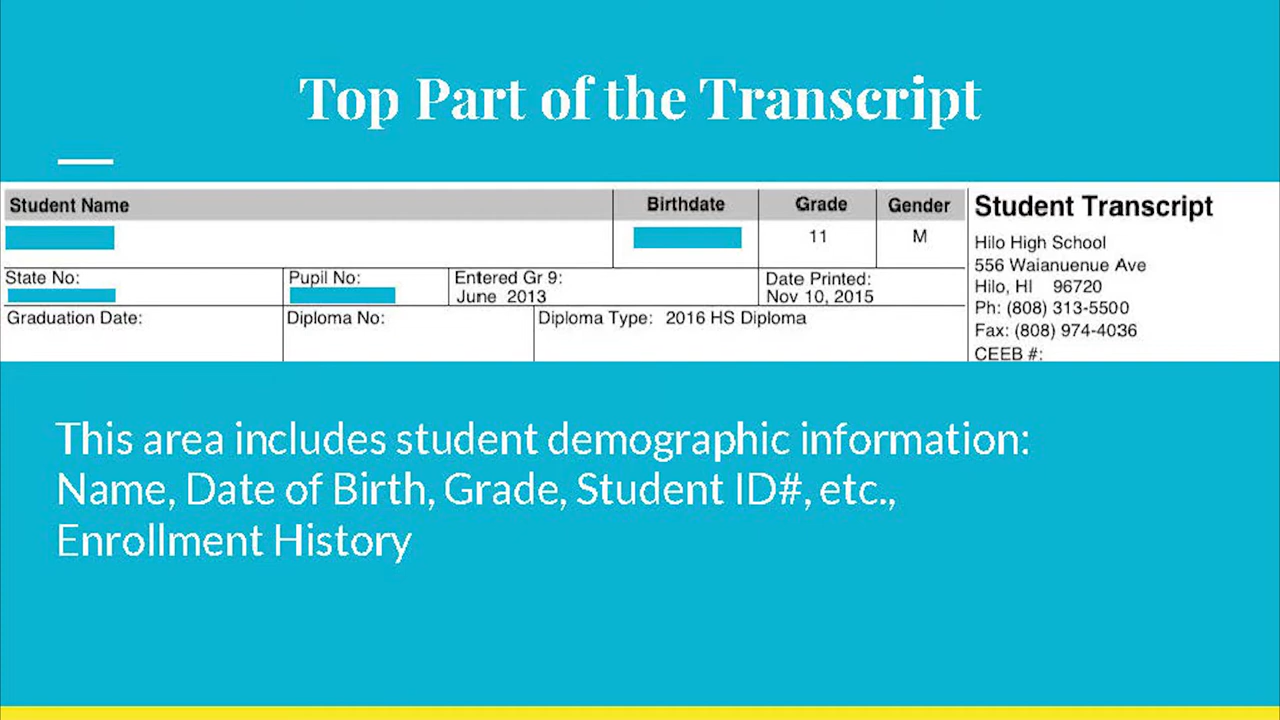 Top Part of the Transcript
Student Name Birthdate Grade Gender
11 M
State No: Pupil No: Entered Gr 9: Date Printed:
June 2013 Nov 10, 2015
Graduation Date: Diploma No: Diploma Type: 2016 HS Diploma
Student Transcript
Hilo High School
556 Waianuenue Ave
Hilo, HI 96720
Ph: (808) 313-5500
Fax: (808) 974-4036
CEEB #:
This area includes student demographic information:
Name, Date of Birth, Grade, Student ID#, etc.,
Enrollment History